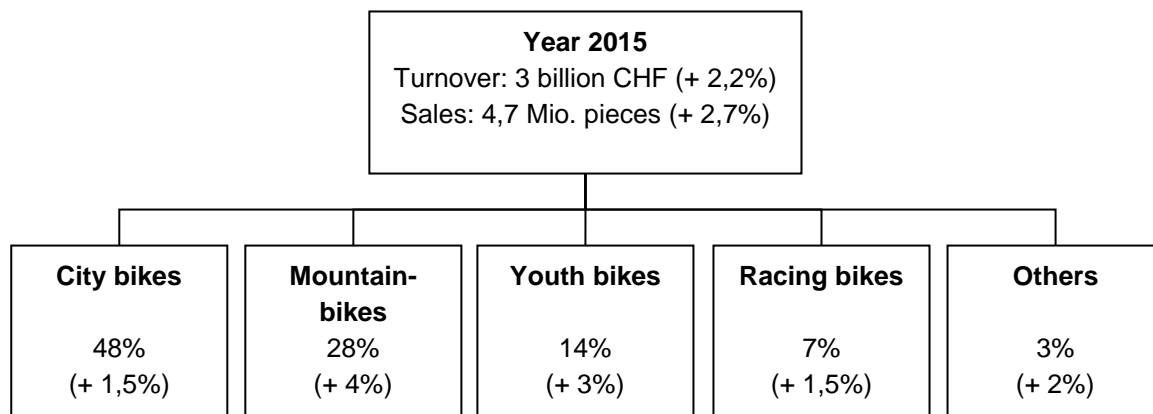 Year 2015
Turnover: 3 billion CHF (+ 2,2%)
Sales: 4,7 Mio. pieces (+ 2,7%)
City bikes
48%
(+ 1,5%)
Mountain-
bikes
28%
(+ 4%)
Youth bikes
14%
(+ 3%)
Racing bikes
7%
(+ 1,5%)
Others
3%
(+ 2%)